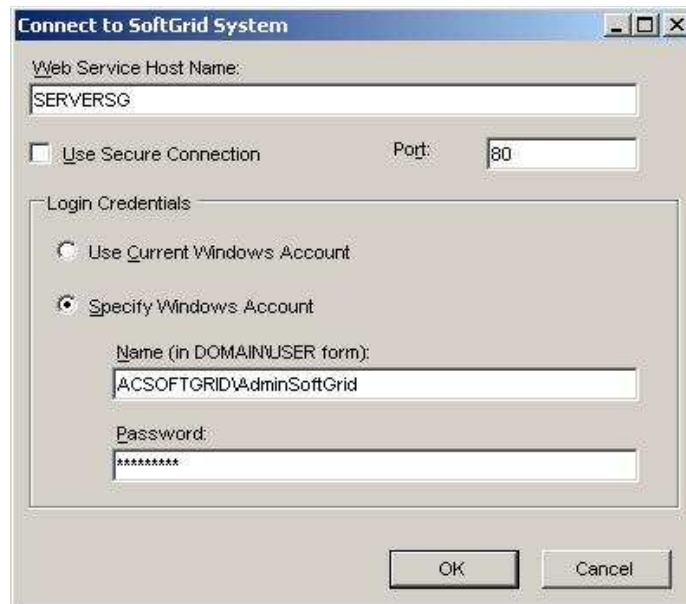 Connect to SoftGrid System
Web Service Host Name:
SERVERSG
Use Secure Connection Port: 80
Login Credentials
Use Current Windows Account
Specify Windows Account
Name (in DOMAIN\USER form):
ACSOFTGRID\AdminSoftGrid
Password:
*********
OK Cancel